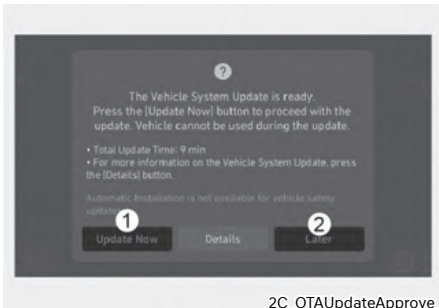 ?
The Vehicle System Update is ready.
Press the [Update Now] button to proceed with the
update. Vehicle cannot be used during the update.
• Total Update Time: 9 min
• For more information on the Vehicle System Update, press
the [Details] button.
Automatic Installation is not available for vehicle safety
updates.
1
2
Update Now Details Later
2C_OTAUpdateApprove